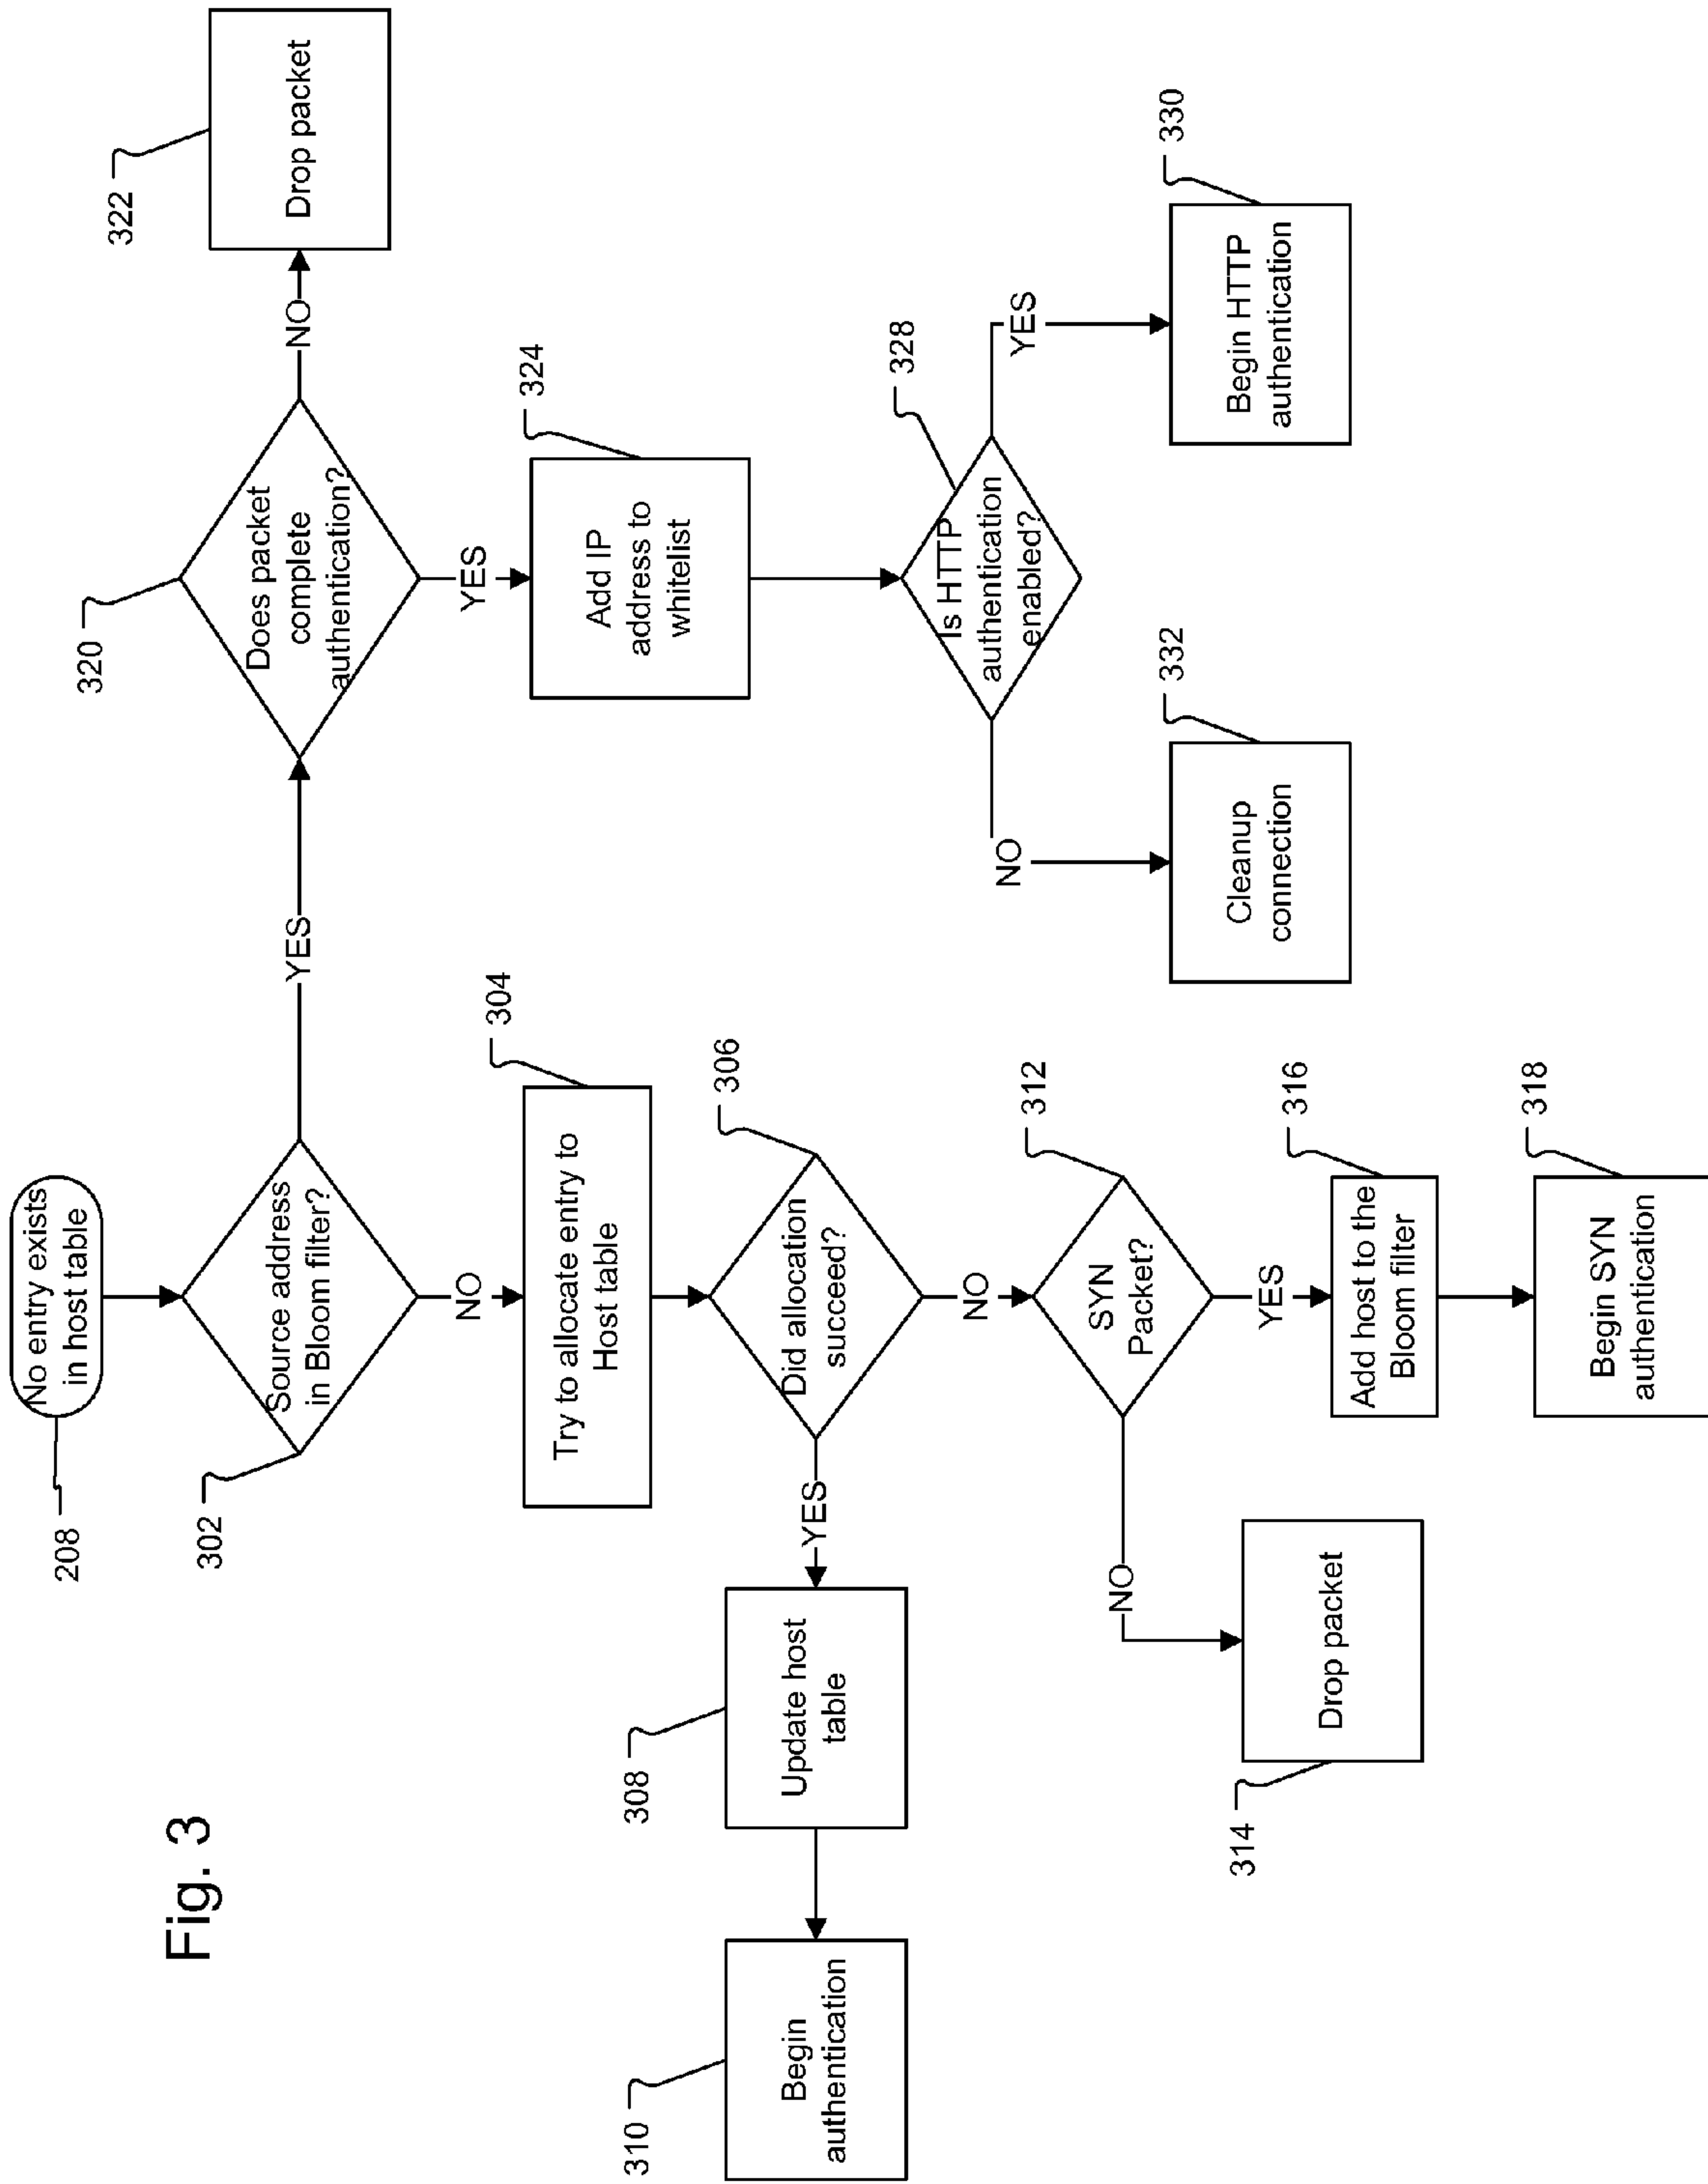 Fig. 3
208
No entry exists
in host table
302
Source address
in Bloom filter?
YES
NO
304
Try to allocate entry to
Host table
306
Did allocation
succeed?
YES
308
Update host
table
310
Begin
authentication
NO
312
SYN
Packet?
NO
314
Drop packet
YES
316
Add host to the
Bloom filter
318
Begin SYN
authentication
320
Does packet
complete
authentication?
NO
322
Drop packet
YES
324
Add IP
address to
whitelist
328
Is HTTP
authentication
enabled?
YES
330
Begin HTTP
authentication
NO
332
Cleanup
connection